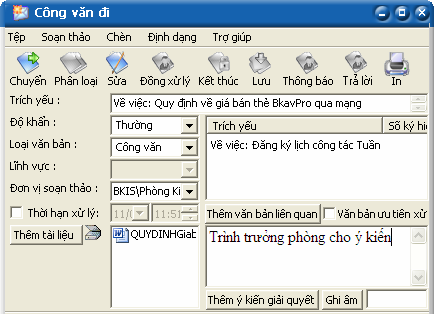 Công văn đi
Tệp Soạn thảo Chèn Định dạng Trợ giúp
Chuyển Phân loại Sửa Đồng xử lý Kết thúc Lưu Thông báo Trả lời In
Trích yếu : Về việc: Quy định về giá bán thẻ BkavPro qua mạng
Độ khẩn : Thường Trích yếu Số ký hiệ
Loại văn bản : Công văn Về việc: Đăng ký lịch công tác Tuần
Lĩnh vực :
Đơn vị soạn thảo : BKIS\Phòng Ki
Thời hạn xử lý: 11/0 11:51 Thêm văn bản liên quan Văn bản ưu tiên xử
Thêm tài liệu QUYDINHGiab Trình trưởng phòng cho ý kiến
Thêm ý kiến giải quyết Ghi âm